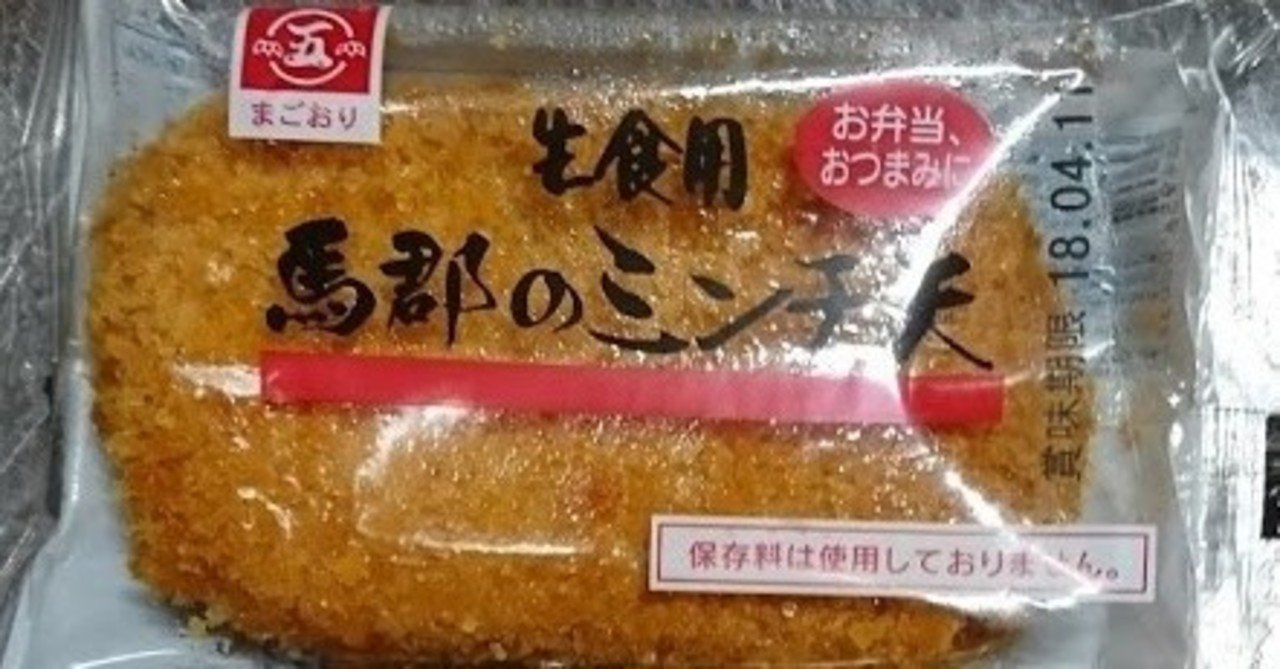 五
まごおり
生食用
お弁当、
おつまみに
馬郡のミンチ天
賞味期限 18.04.11
保存料は使用しておりません。